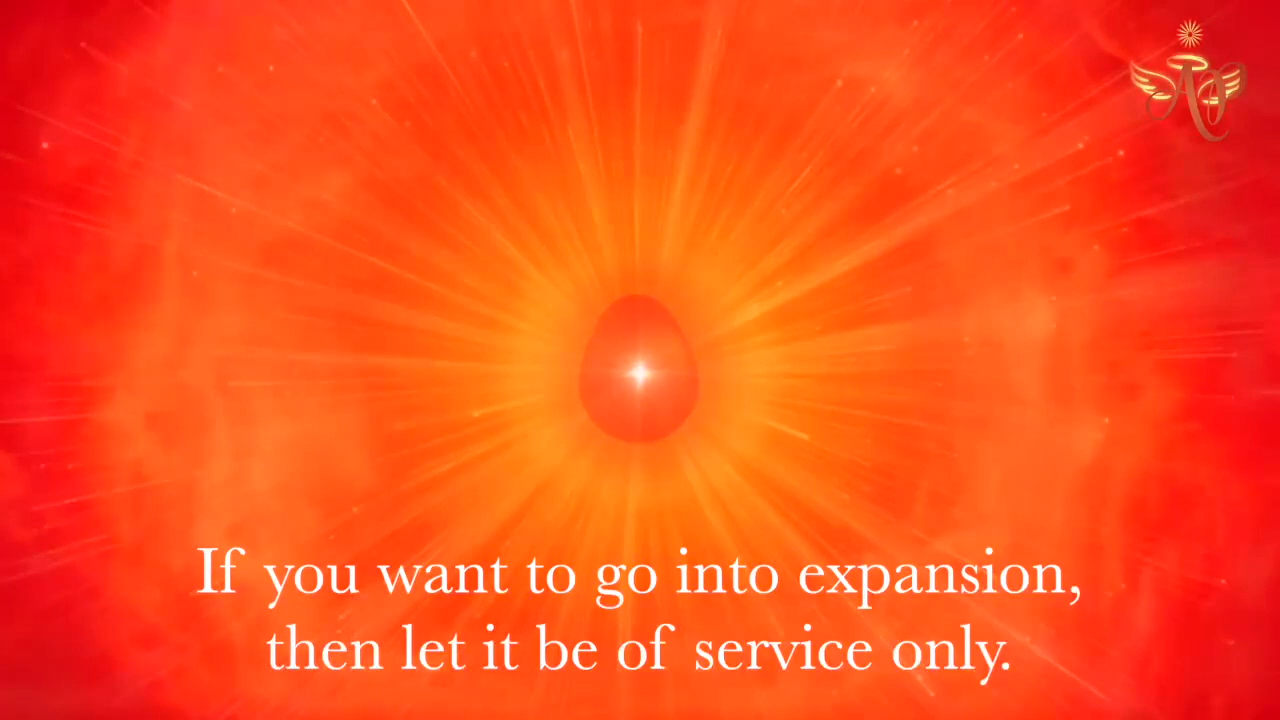 If you want to go into expansion,
then let it be of service only.